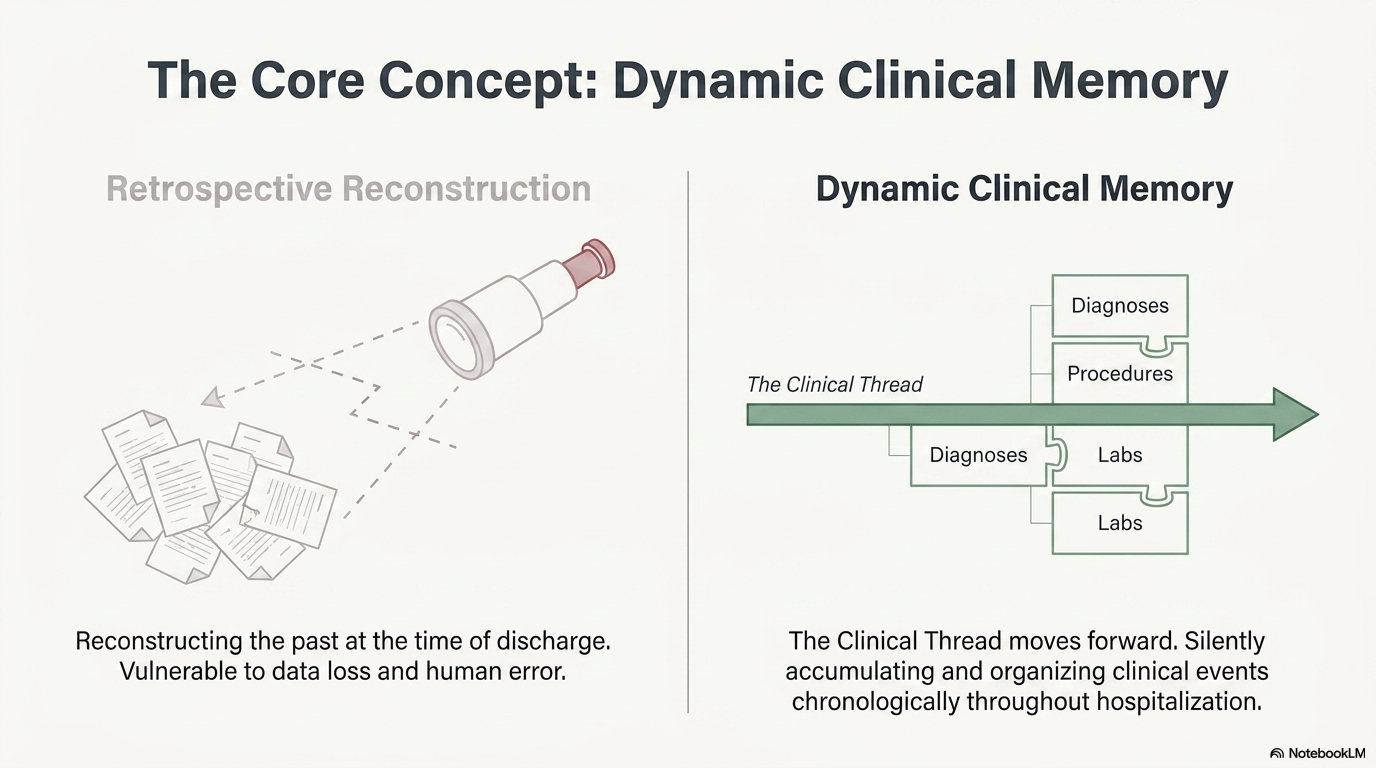 The Core Concept: Dynamic Clinical Memory
Retrospective Reconstruction
Reconstructing the past at the time of discharge.
Vulnerable to data loss and human error.
Dynamic Clinical Memory
Diagnoses
Procedures
The Clinical Thread
Diagnoses
Labs
Labs
The Clinical Thread moves forward. Silently
accumulating and organizing clinical events
chronologically throughout hospitalization.
NotebookLM